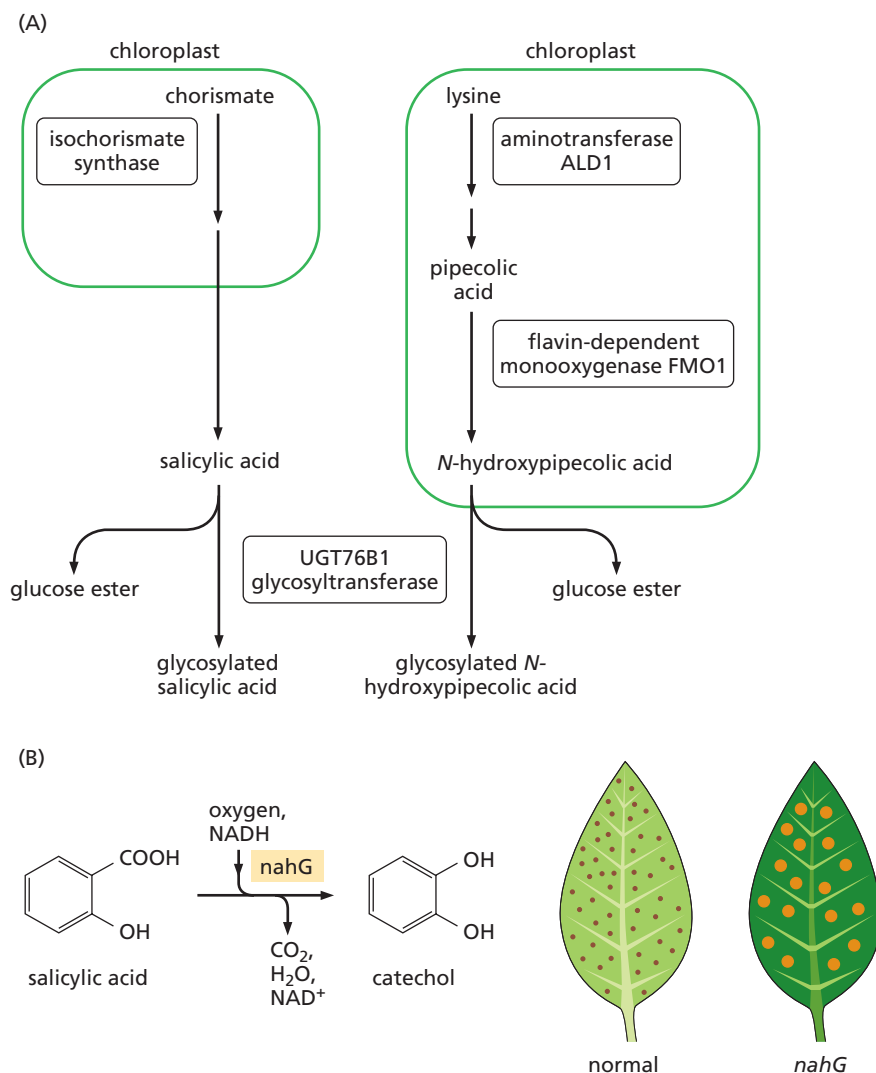 (A)
chloroplast
chorismate
isochorismate
synthase
salicylic acid
glucose ester
glycosylated
salicylic acid
chloroplast
lysine
aminotransferase
ALD1
pipecolic
acid
flavin-dependent
monooxygenase FMO1
N-hydroxypipecolic acid
UGT76B1
glycosyltransferase
glucose ester
glycosylated N-
hydroxypipecolic acid
(B)
COOH
OH
salicylic acid
oxygen,
NADH
nahG
CO₂,
H₂O,
NAD⁺
OH
OH
catechol
normal
nahG